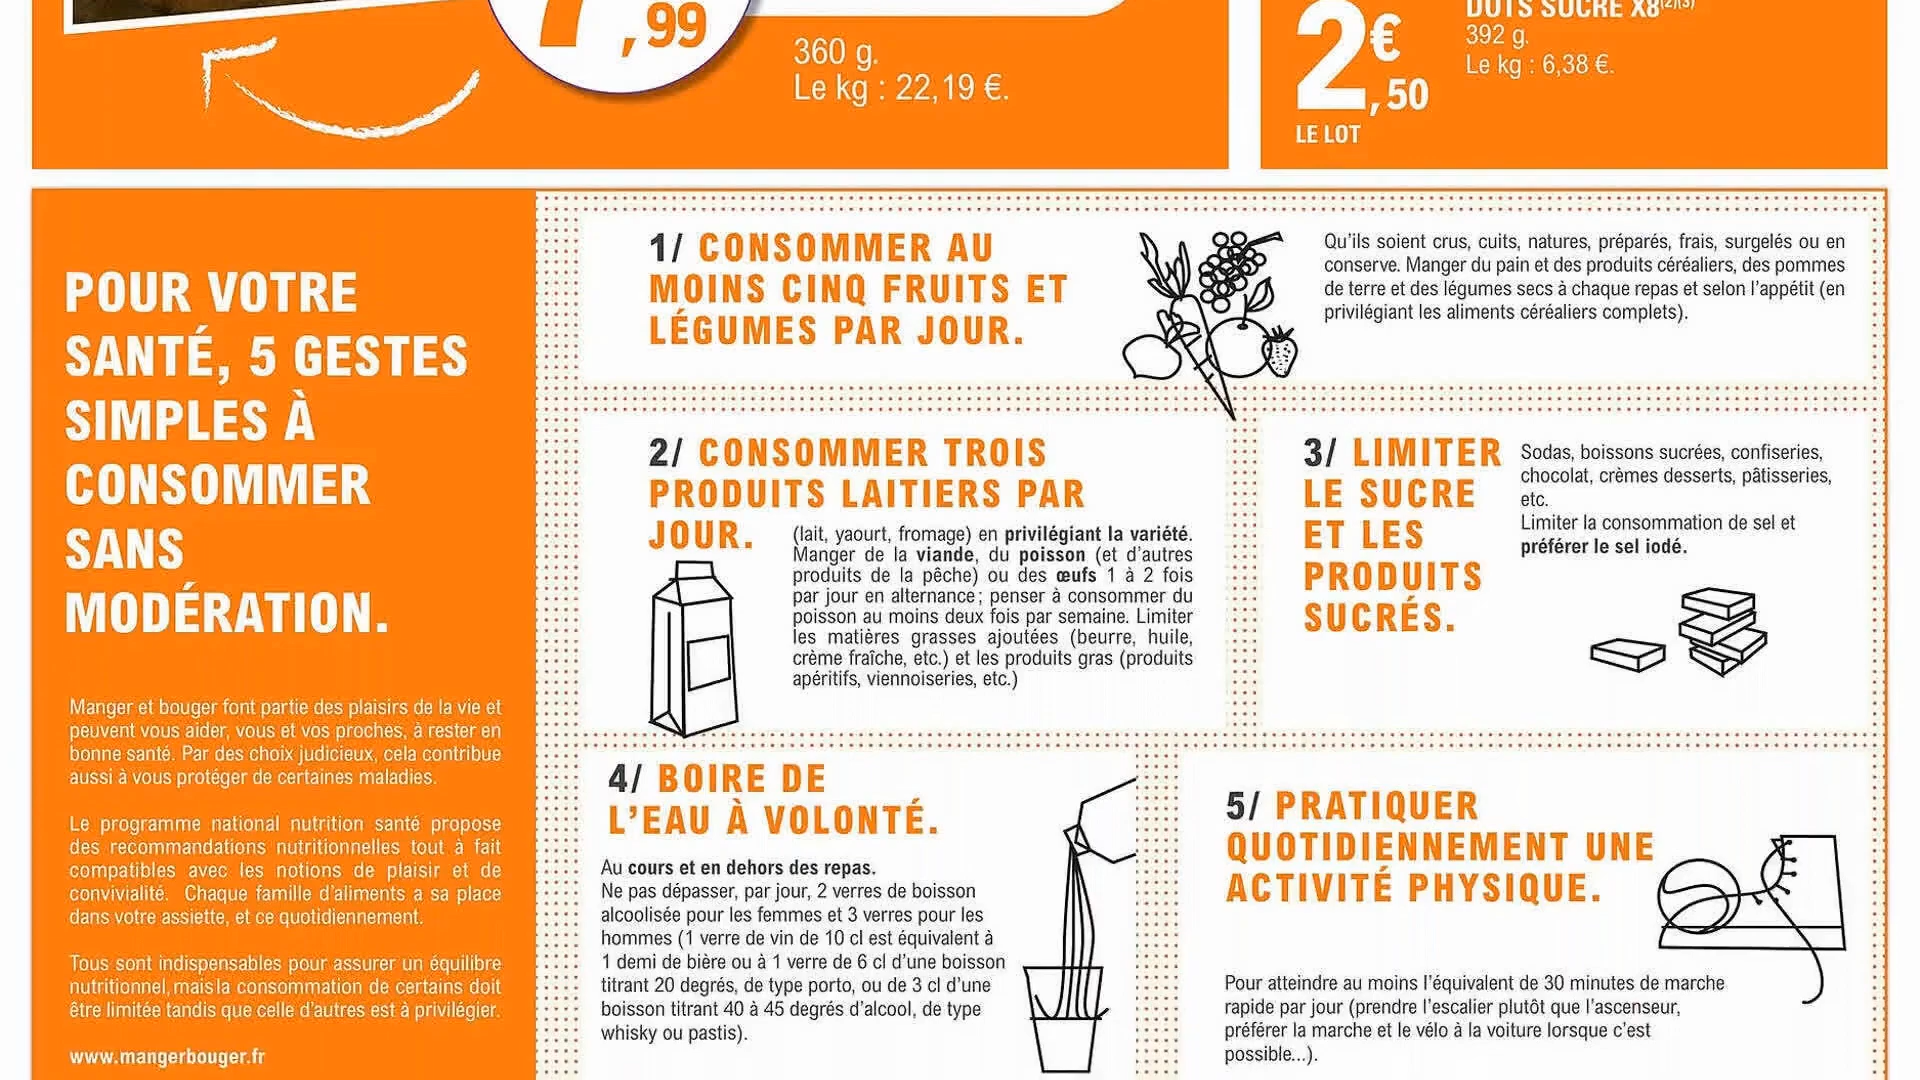 7,99
360 g.
Le kg : 22,19 €.
2€,50
LE LOT
DOTS SUCRE X8(2)(3)
392 g.
Le kg : 6,38 €.
POUR VOTRE
SANTÉ, 5 GESTES
SIMPLES À
CONSOMMER
SANS
MODÉRATION.
Manger et bouger font partie des plaisirs de la vie et
peuvent vous aider, vous et vos proches, à rester en
bonne santé. Par des choix judicieux, cela contribue
aussi à vous protéger de certaines maladies.
Le programme national nutrition santé propose
des recommandations nutritionnelles tout à fait
compatibles avec les notions de plaisir et de
convivialité. Chaque famille d’aliments a sa place
dans votre assiette, et ce quotidiennement.
Tous sont indispensables pour assurer un équilibre
nutritionnel, mais la consommation de certains doit
être limitée tandis que celle d’autres est à privilégier.
www.mangerbouger.fr
1/ CONSOMMER AU
MOINS CINQ FRUITS ET
LÉGUMES PAR JOUR.
Qu’ils soient crus, cuits, natures, préparés, frais, surgelés ou en
conserve. Manger du pain et des produits céréaliers, des pommes
de terre et des légumes secs à chaque repas et selon l’appétit (en
privilégiant les aliments céréaliers complets).
2/ CONSOMMER TROIS
PRODUITS LAITIERS PAR
JOUR.
(lait, yaourt, fromage) en privilégiant la variété.
Manger de la viande, du poisson (et d’autres
produits de la pêche) ou des œufs 1 à 2 fois
par jour en alternance ; penser à consommer du
poisson au moins deux fois par semaine. Limiter
les matières grasses ajoutées (beurre, huile,
crème fraîche, etc.) et les produits gras (produits
apéritifs, viennoiseries, etc.)
3/ LIMITER
LE SUCRE
ET LES
PRODUITS
SUCRÉS.
Sodas, boissons sucrées, confiseries,
chocolat, crèmes desserts, pâtisseries,
etc.
Limiter la consommation de sel et
préférer le sel iodé.
4/ BOIRE DE
L’EAU À VOLONTÉ.
Au cours et en dehors des repas.
Ne pas dépasser, par jour, 2 verres de boisson
alcoolisée pour les femmes et 3 verres pour les
hommes (1 verre de vin de 10 cl est équivalent à
1 demi de bière ou à 1 verre de 6 cl d’une boisson
titrant 20 degrés, de type porto, ou de 3 cl d’une
boisson titrant 40 à 45 degrés d’alcool, de type
whisky ou pastis).
5/ PRATIQUER
QUOTIDIENNEMENT UNE
ACTIVITÉ PHYSIQUE.
Pour atteindre au moins l’équivalent de 30 minutes de marche
rapide par jour (prendre l’escalier plutôt que l’ascenseur,
préférer la marche et le vélo à la voiture lorsque c’est
possible...).